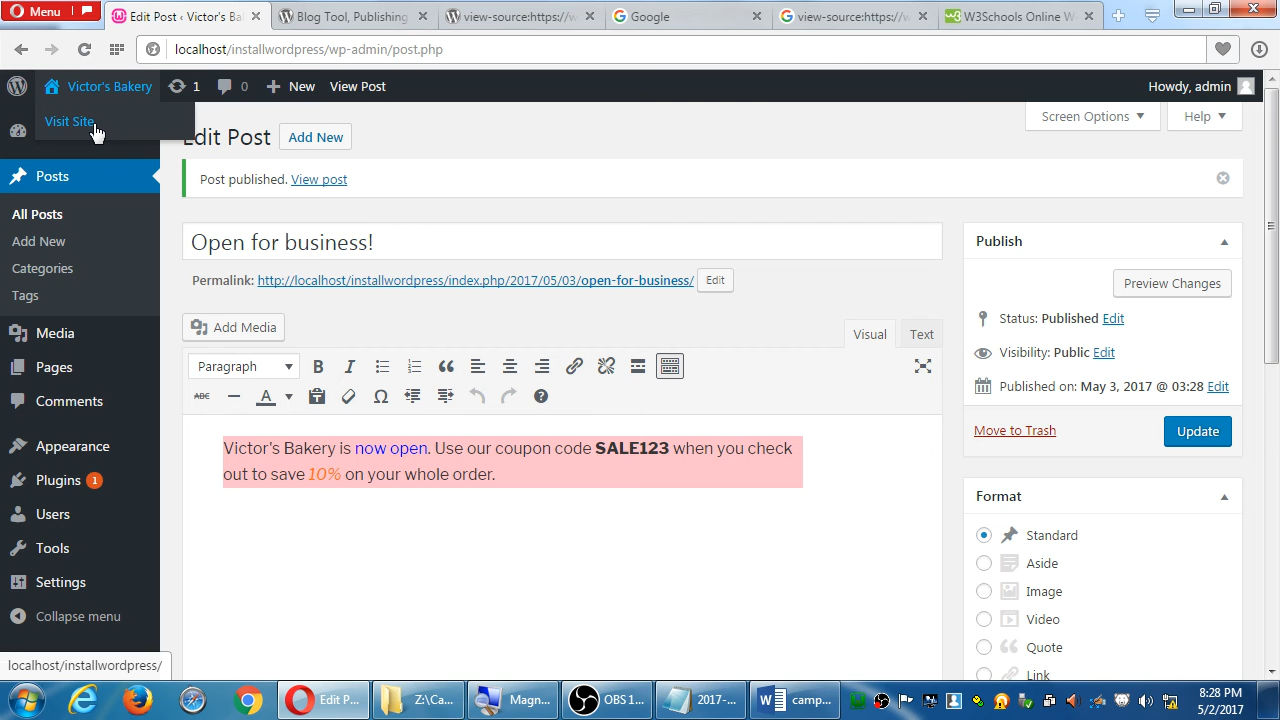 Menu
Edit Post ‹ Victor's Ba
Blog Tool, Publishing
view-source:https://w
Google
view-source:https://w
W3Schools Online W
localhost/installwordpress/wp-admin/post.php
Victor's Bakery
1
0
New
View Post
Howdy, admin
Visit Site
Edit Post
Add New
Screen Options
Help
Post published. View post
Posts
All Posts
Add New
Categories
Tags
Media
Pages
Comments
Appearance
Plugins 1
Users
Tools
Settings
Collapse menu
Open for business!
Permalink: http://localhost/installwordpress/index.php/2017/05/03/open-for-business/ Edit
Add Media
Visual
Text
Paragraph
B
I
ABC
A
Ω
Victor's Bakery is now open. Use our coupon code SALE123 when you check
out to save 10% on your whole order.
Publish
Preview Changes
Status: Published Edit
Visibility: Public Edit
Published on: May 3, 2017 @ 03:28 Edit
Move to Trash
Update
Format
Standard
Aside
Image
Video
Quote
Link
localhost/installwordpress/
Edit P...
Z:\Ca...
Magn...
OBS 1...
2017-...
camp...
8:28 PM
5/2/2017